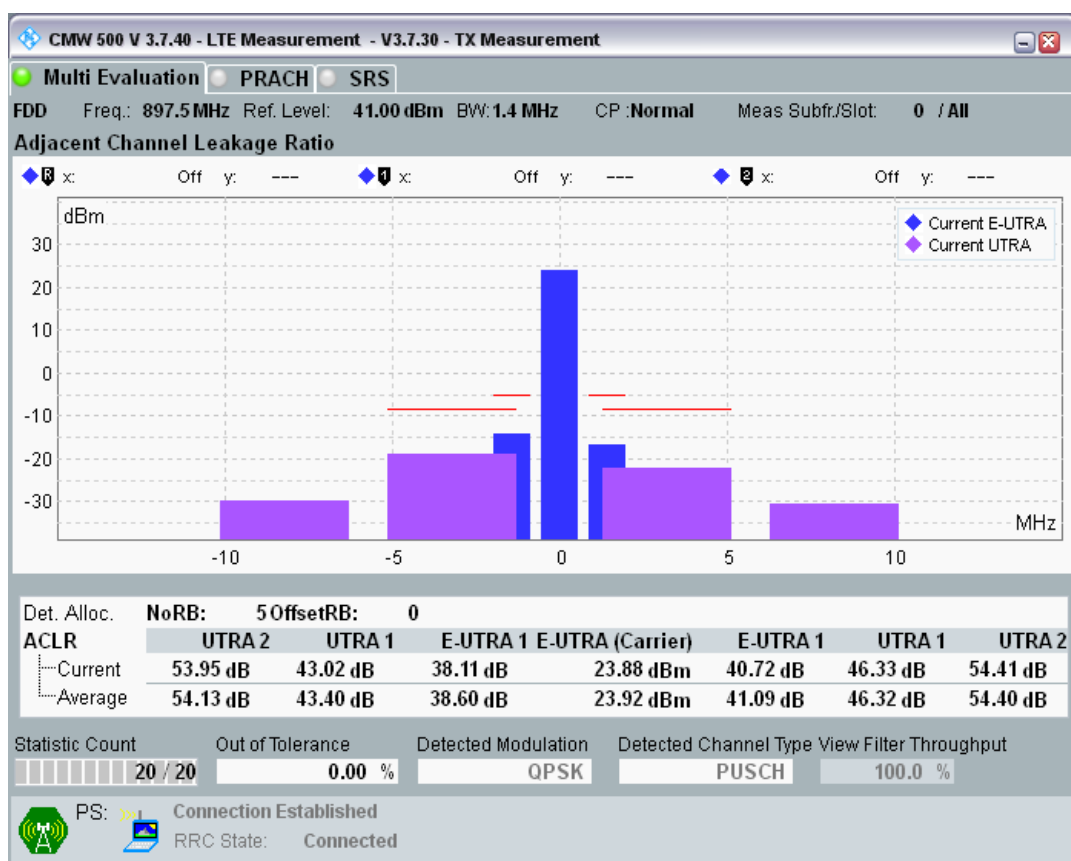 CMW 500 V 3.7.40 - LTE Measurement - V3.7.30 - TX Measurement
Multi Evaluation PRACH SRS
FDD Freq.: 897.5 MHz Ref. Level: 41.00 dBm BW: 1.4 MHz CP :Normal Meas Subfr./Slot: 0 / All
Adjacent Channel Leakage Ratio
R x: Off y: --- 1 x: Off y: --- 2 x: Off y: ---
dBm
Current E-UTRA
Current UTRA
30
20
10
0
-10
-20
-30
MHz
-10 -5 0 5 10
Det. Alloc. NoRB: 5 OffsetRB: 0
ACLR UTRA 2 UTRA 1 E-UTRA 1 E-UTRA (Carrier) E-UTRA 1 UTRA 1 UTRA 2
Current 53.95 dB 43.02 dB 38.11 dB 23.88 dBm 40.72 dB 46.33 dB 54.41 dB
Average 54.13 dB 43.40 dB 38.60 dB 23.92 dBm 41.09 dB 46.32 dB 54.40 dB
Statistic Count Out of Tolerance Detected Modulation Detected Channel Type View Filter Throughput
20 / 20 0.00 % QPSK PUSCH 100.0 %
PS: Connection Established
RRC State: Connected